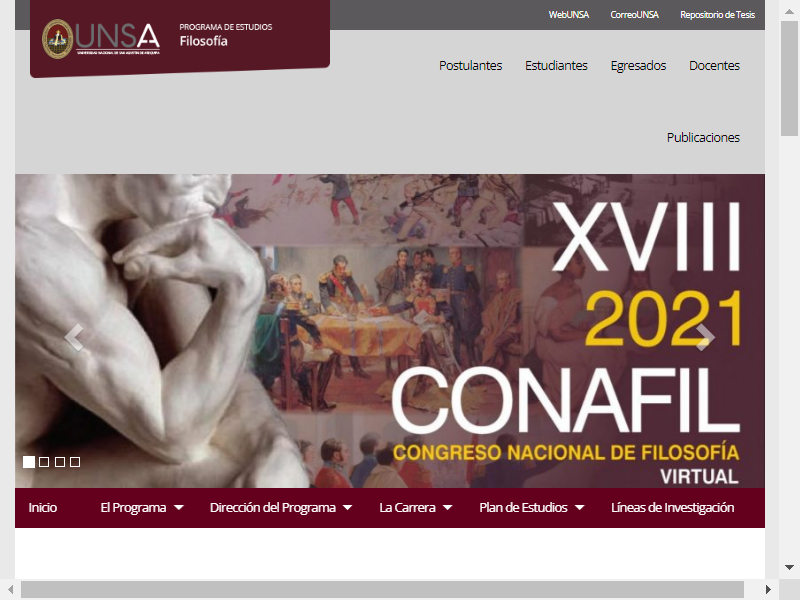 WebUNSA CorreoUNSA Repositorio de Tesis
UNSA
UNIVERSIDAD NACIONAL DE SAN AGUSTÍN DE AREQUIPA
PROGRAMA DE ESTUDIOS
Filosofía
Postulantes Estudiantes Egresados Docentes
Publicaciones
XVIII
2021
CONAFIL
CONGRESO NACIONAL DE FILOSOFÍA
VIRTUAL
Inicio El Programa Dirección del Programa La Carrera Plan de Estudios Líneas de Investigación